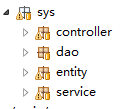 sys
controller
dao
entity
service